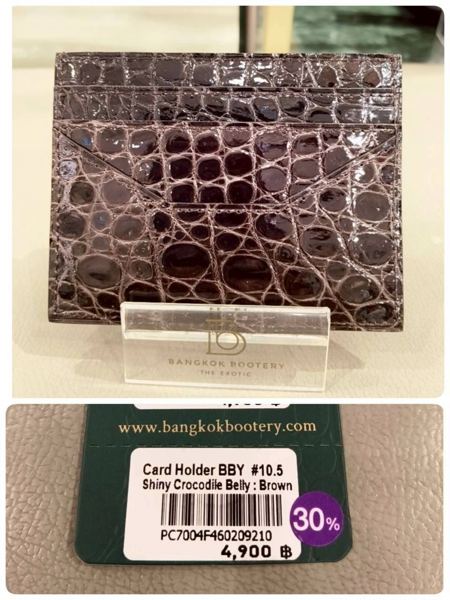 B
BANGKOK BOOTERY
THE EXOTIC
www.bangkokbootery.com
Card Holder BBY #10.5
Shiny Crocodile Belly : Brown
30%
PC7004F460209210
4,900 ฿